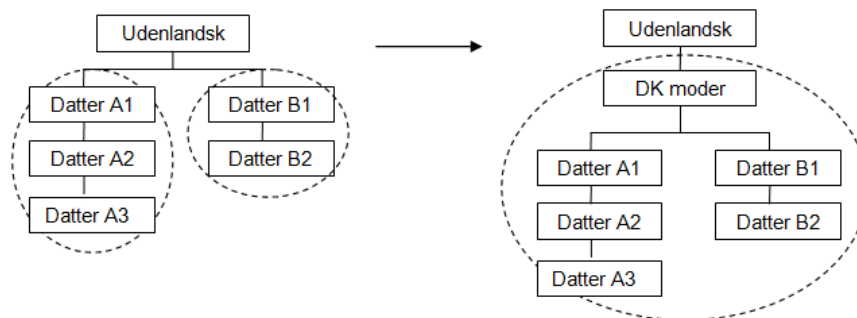 Udenlandsk
Datter A1
Datter B1
Datter A2
Datter B2
Datter A3
Udenlandsk
DK moder
Datter A1
Datter B1
Datter A2
Datter B2
Datter A3